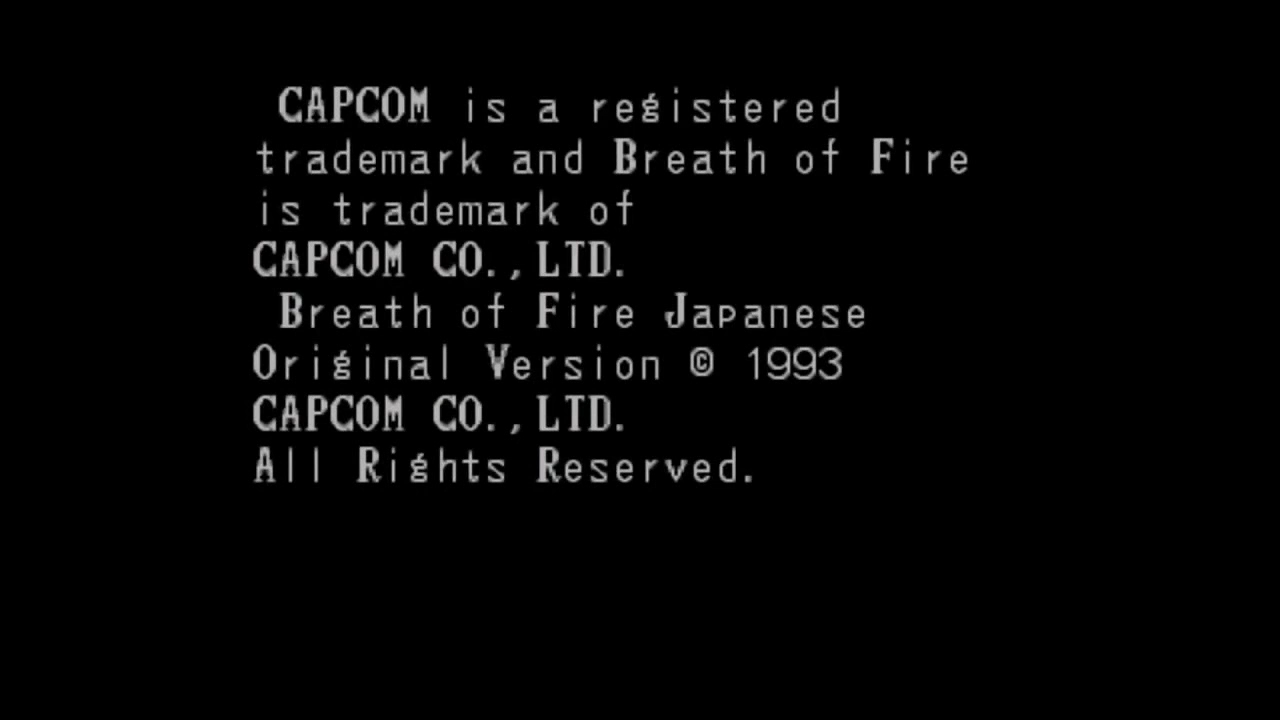 CAPCOM is a registered
trademark and Breath of Fire
is trademark of
CAPCOM CO.,LTD.
Breath of Fire Japanese
Original Version © 1993
CAPCOM CO.,LTD.
All Rights Reserved.